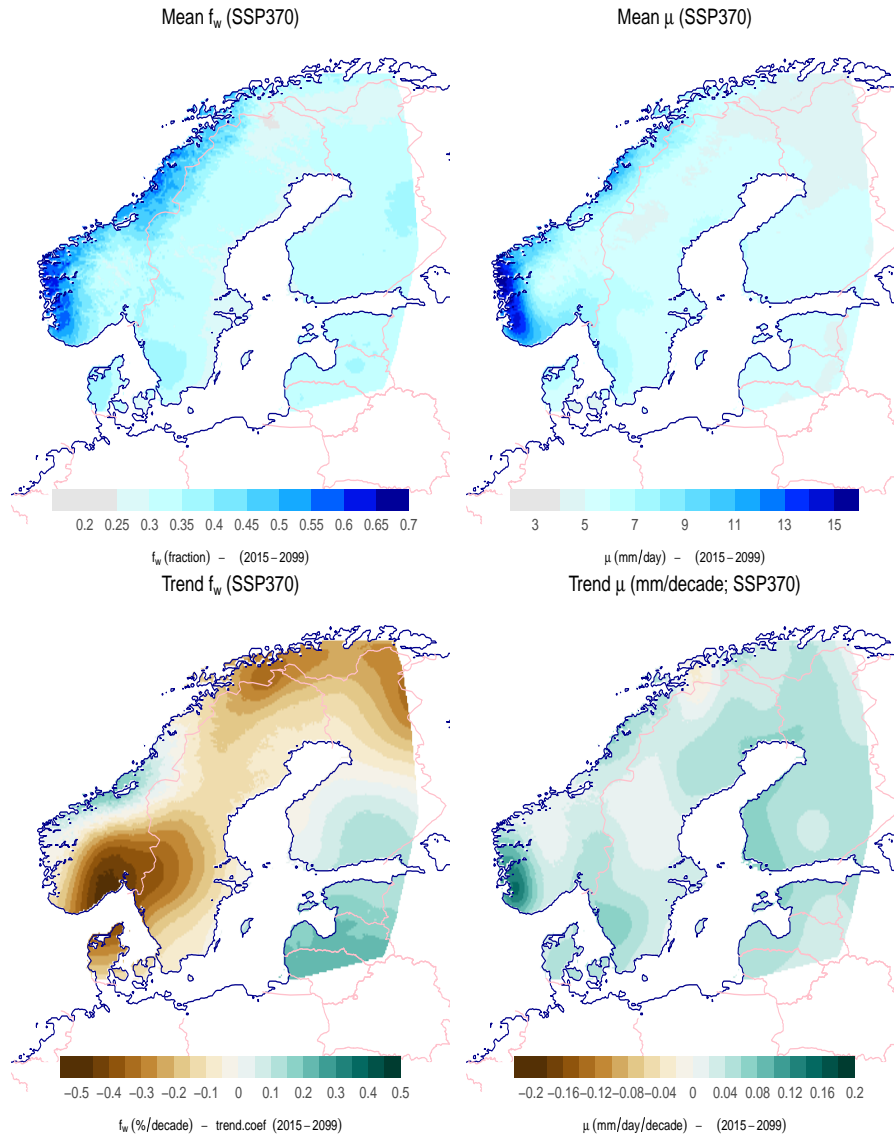 Mean fw (SSP370)
Mean μ (SSP370)
0.2 0.25 0.3 0.35 0.4 0.45 0.5 0.55 0.6 0.65 0.7
3 5 7 9 11 13 15
fw (fraction) − (2015−2099)
μ (mm/day) − (2015−2099)
Trend fw (SSP370)
Trend μ (mm/decade; SSP370)
−0.5 −0.4 −0.3 −0.2 −0.1 0 0.1 0.2 0.3 0.4 0.5
−0.2 −0.16 −0.12 −0.08 −0.04 0 0.04 0.08 0.12 0.16 0.2
fw (%/decade) − trend.coef (2015−2099)
μ (mm/day/decade) − (2015−2099)